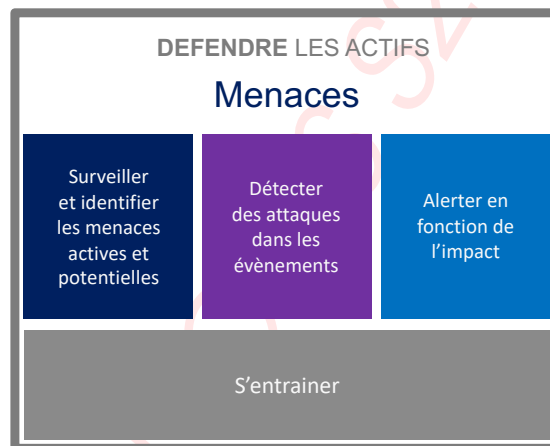 DEFENDRE LES ACTIFS
Menaces
Surveiller
et identifier
les menaces
actives et
potentielles
Détecter
des attaques
dans les
évènements
Alerter en
fonction de
l’impact
S’entrainer